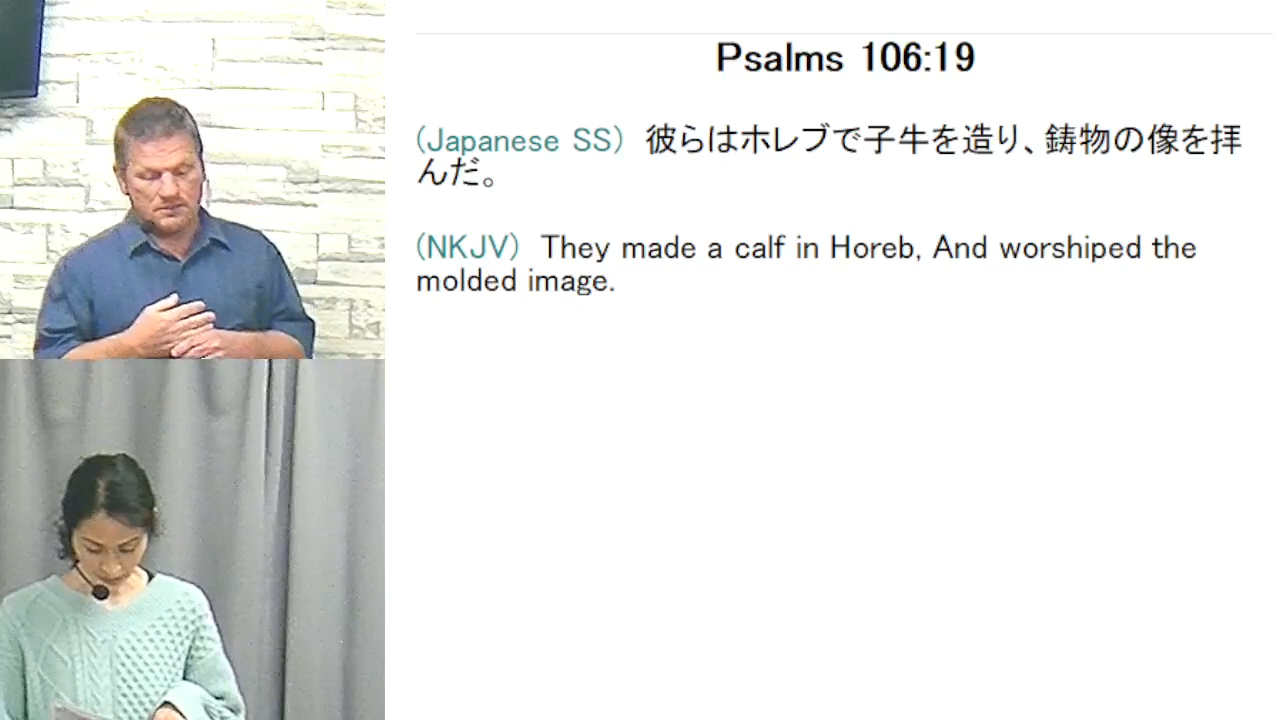 Psalms 106:19
(Japanese SS) 彼らはホレブで子牛を造り、鋳物の像を拝
んだ。
(NKJV) They made a calf in Horeb, And worshiped the
molded image.